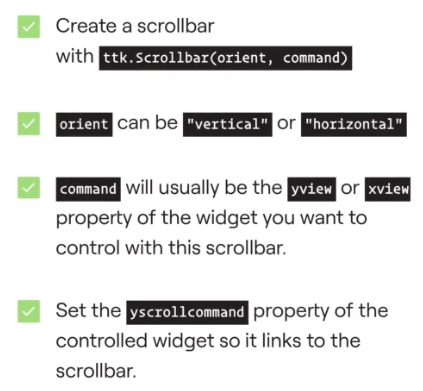 Create a scrollbar
with ttk.Scrollbar(orient, command)
orient can be "vertical" or "horizontal"
command will usually be the yview or xview
property of the widget you want to
control with this scrollbar.
Set the yscrollcommand property of the
controlled widget so it links to the
scrollbar.